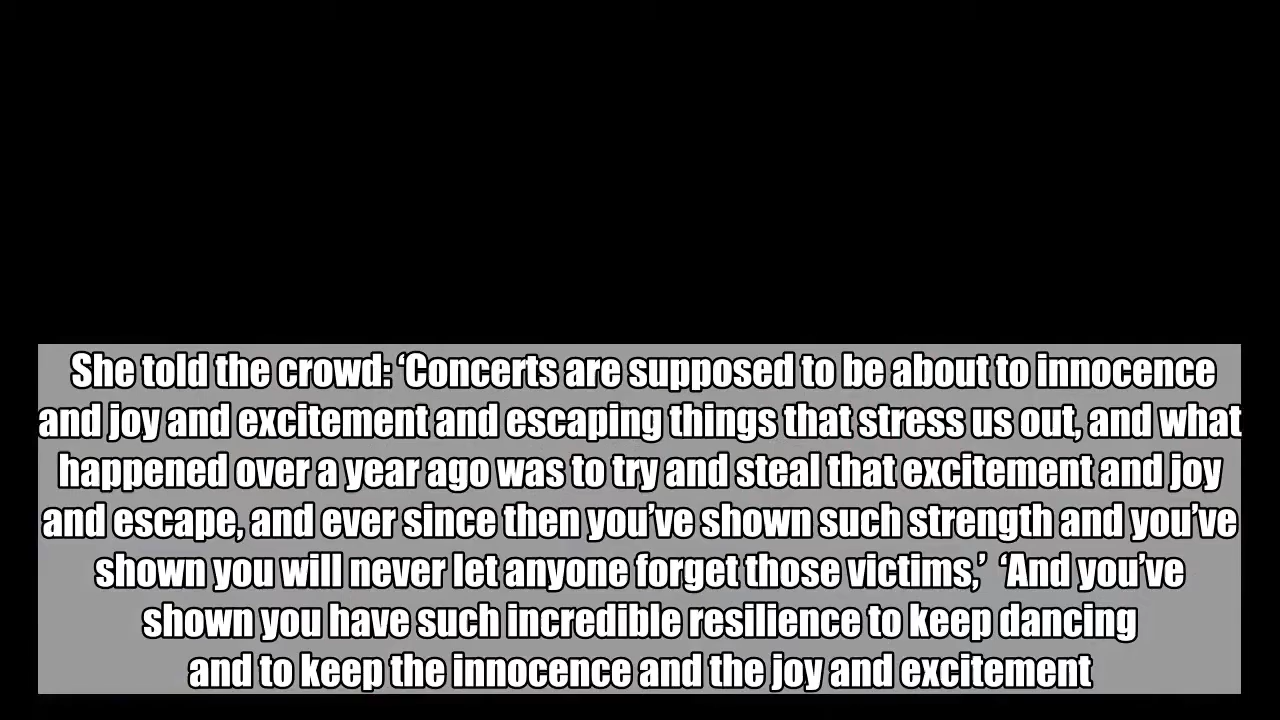 She told the crowd: ‘Concerts are supposed to be about to innocence
and joy and excitement and escaping things that stress us out, and what
happened over a year ago was to try and steal that excitement and joy
and escape, and ever since then you’ve shown such strength and you’ve
shown you will never let anyone forget those victims,’  ‘And you’ve
shown you have such incredible resilience to keep dancing
and to keep the innocence and the joy and excitement